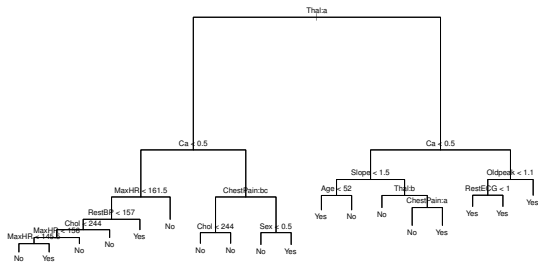 Thal:a
Ca < 0.5
Ca < 0.5
Slope < 1.5
Oldpeak < 1.1
MaxHR < 161.5
ChestPain:bc
Age < 52
Thal:b
RestECG < 1
ChestPain:a
Yes
RestBP < 157
No
Yes
No
No
Yes
Yes
Chol < 244
Yes
Chol < 244
Sex < 0.5
No
Yes
MaxHR < 156
MaxHR < 145.5
No
No
No
No
No
Yes
No
Yes